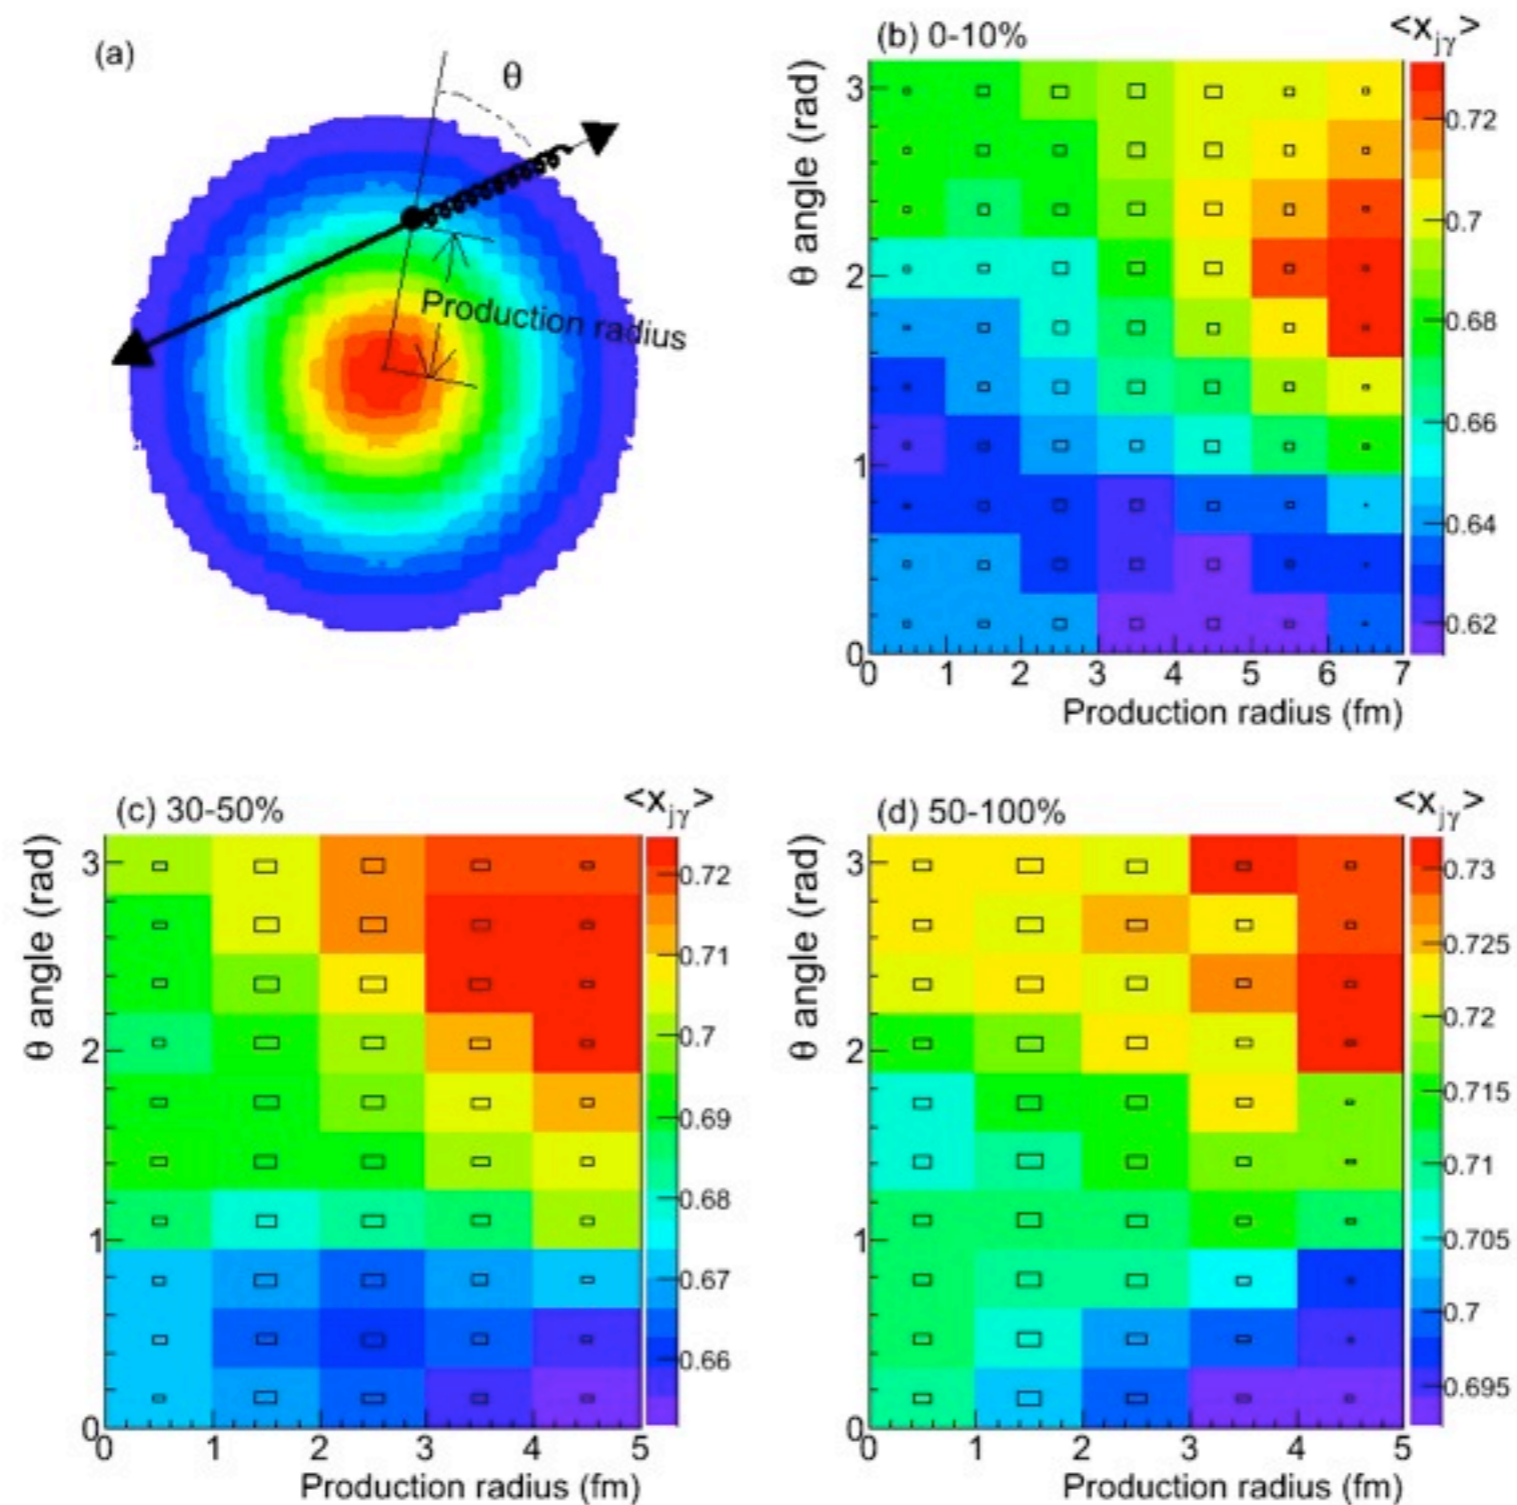 (a)
θ
Production radius
(b) 0-10%
<x_jγ>
θ angle (rad)
3
2
1
0
0 1 2 3 4 5 6 7
Production radius (fm)
0.72
0.7
0.68
0.66
0.64
0.62
(c) 30-50%
<x_jγ>
θ angle (rad)
3
2
1
0
0 1 2 3 4 5
Production radius (fm)
0.72
0.71
0.7
0.69
0.68
0.67
0.66
(d) 50-100%
<x_jγ>
θ angle (rad)
3
2
1
0
0 1 2 3 4 5
Production radius (fm)
0.73
0.725
0.72
0.715
0.71
0.705
0.7
0.695